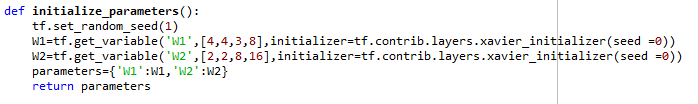 def initialize_parameters():
    tf.set_random_seed(1)
    W1=tf.get_variable('W1',[4,4,3,8],initializer=tf.contrib.layers.xavier_initializer(seed =0))
    W2=tf.get_variable('W2',[2,2,8,16],initializer=tf.contrib.layers.xavier_initializer(seed =0))
    parameters={'W1':W1,'W2':W2}
    return parameters